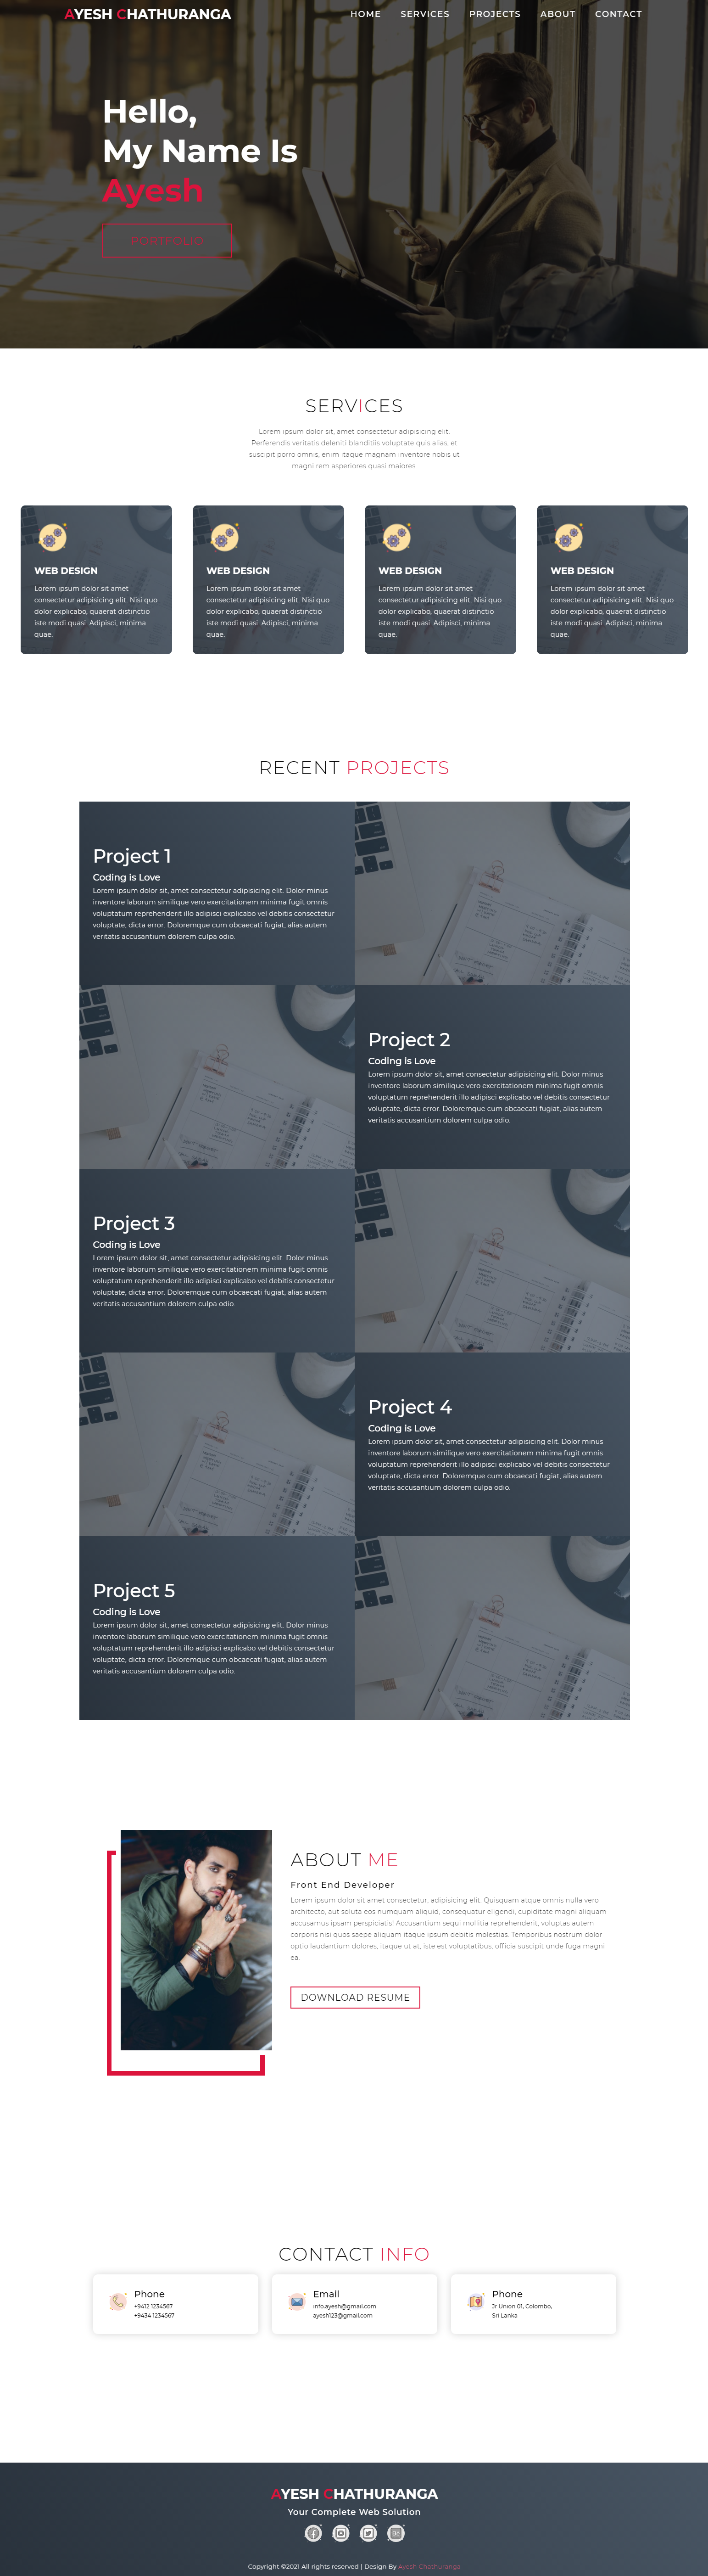 AYESH CHATHURANGA
HOME SERVICES PROJECTS ABOUT CONTACT
Hello,
My Name Is
Ayesh
PORTFOLIO
SERVICES
Lorem ipsum dolor sit, amet consectetur adipisicing elit.
Perferendis veritatis deleniti blanditiis voluptate quis alias, et
suscipit porro omnis, enim itaque magnam inventore nobis ut
magni rem asperiores quasi maiores.
WEB DESIGN
Lorem ipsum dolor sit amet
consectetur adipisicing elit. Nisi quo
dolor explicabo, quaerat distinctio
iste modi quasi. Adipisci, minima
quae.
WEB DESIGN
Lorem ipsum dolor sit amet
consectetur adipisicing elit. Nisi quo
dolor explicabo, quaerat distinctio
iste modi quasi. Adipisci, minima
quae.
WEB DESIGN
Lorem ipsum dolor sit amet
consectetur adipisicing elit. Nisi quo
dolor explicabo, quaerat distinctio
iste modi quasi. Adipisci, minima
quae.
WEB DESIGN
Lorem ipsum dolor sit amet
consectetur adipisicing elit. Nisi quo
dolor explicabo, quaerat distinctio
iste modi quasi. Adipisci, minima
quae.
RECENT PROJECTS
Project 1
Coding is Love
Lorem ipsum dolor sit, amet consectetur adipisicing elit. Dolor minus
inventore laborum similique vero exercitationem minima fugit omnis
voluptatum reprehenderit illo adipisci explicabo vel debitis consectetur
voluptate, dicta error. Doloremque cum obcaecati fugiat, alias autem
veritatis accusantium dolorem culpa odio.
Project 2
Coding is Love
Lorem ipsum dolor sit, amet consectetur adipisicing elit. Dolor minus
inventore laborum similique vero exercitationem minima fugit omnis
voluptatum reprehenderit illo adipisci explicabo vel debitis consectetur
voluptate, dicta error. Doloremque cum obcaecati fugiat, alias autem
veritatis accusantium dolorem culpa odio.
Project 3
Coding is Love
Lorem ipsum dolor sit, amet consectetur adipisicing elit. Dolor minus
inventore laborum similique vero exercitationem minima fugit omnis
voluptatum reprehenderit illo adipisci explicabo vel debitis consectetur
voluptate, dicta error. Doloremque cum obcaecati fugiat, alias autem
veritatis accusantium dolorem culpa odio.
Project 4
Coding is Love
Lorem ipsum dolor sit, amet consectetur adipisicing elit. Dolor minus
inventore laborum similique vero exercitationem minima fugit omnis
voluptatum reprehenderit illo adipisci explicabo vel debitis consectetur
voluptate, dicta error. Doloremque cum obcaecati fugiat, alias autem
veritatis accusantium dolorem culpa odio.
Project 5
Coding is Love
Lorem ipsum dolor sit, amet consectetur adipisicing elit. Dolor minus
inventore laborum similique vero exercitationem minima fugit omnis
voluptatum reprehenderit illo adipisci explicabo vel debitis consectetur
voluptate, dicta error. Doloremque cum obcaecati fugiat, alias autem
veritatis accusantium dolorem culpa odio.
ABOUT ME
Front End Developer
Lorem ipsum dolor sit amet consectetur, adipisicing elit. Quisquam atque omnis nulla vero
architecto, aut soluta eos numquam aliquid, consequatur eligendi, cupiditate magni aliquam
accusamus ipsam perspiciatis! Accusantium sequi mollitia reprehenderit, voluptas autem
corporis nisi quos saepe aliquam itaque ipsum debitis molestias. Temporibus nostrum dolor
optio laudantium dolores, itaque ut at, iste est voluptatibus, officia suscipit unde fuga magni
ea.
DOWNLOAD RESUME
CONTACT INFO
Phone
+9412 1234567
+9434 1234567
Email
info.ayesh@gmail.com
ayesh123@gmail.com
Phone
Jr Union 01, Colombo,
Sri Lanka
AYESH CHATHURANGA
Your Complete Web Solution
Copyright ©2021 All rights reserved | Design By Ayesh Chathuranga